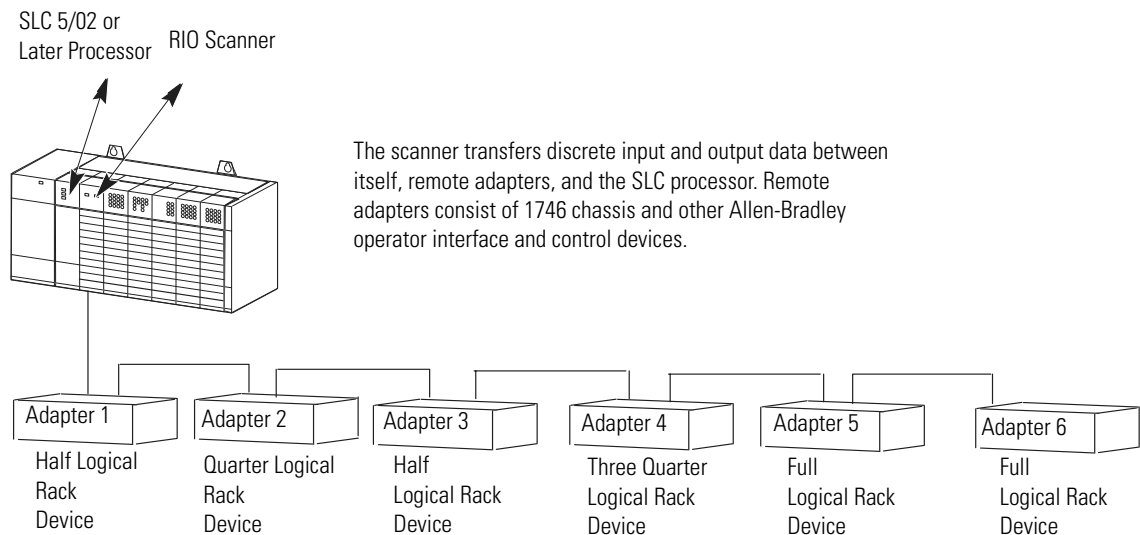 SLC 5/02 or
Later Processor
RIO Scanner
The scanner transfers discrete input and output data between
itself, remote adapters, and the SLC processor. Remote
adapters consist of 1746 chassis and other Allen-Bradley
operator interface and control devices.
Adapter 1
Half Logical
Rack
Device
Adapter 2
Quarter Logical
Rack
Device
Adapter 3
Half
Logical Rack
Device
Adapter 4
Three Quarter
Logical Rack
Device
Adapter 5
Full
Logical Rack
Device
Adapter 6
Full
Logical Rack
Device